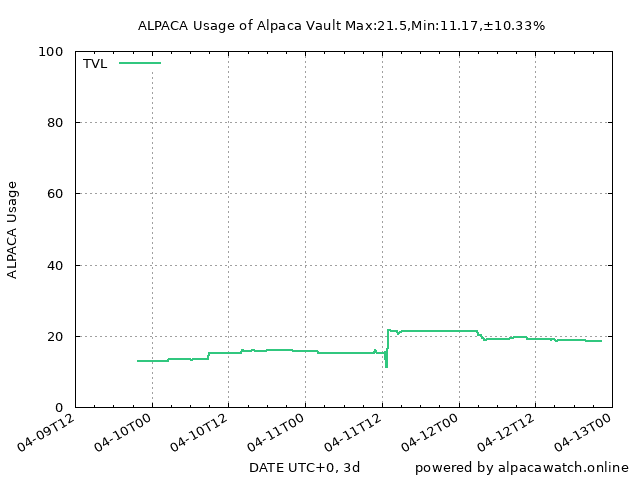 ALPACA Usage of Alpaca Vault Max:21.5,Min:11.17,±10.33%
TVL
100
80
60
40
20
0
ALPACA Usage
04-09T12
04-10T00
04-10T12
04-11T00
04-11T12
04-12T00
04-12T12
04-13T00
DATE UTC+0, 3d
powered by alpacawatch.online